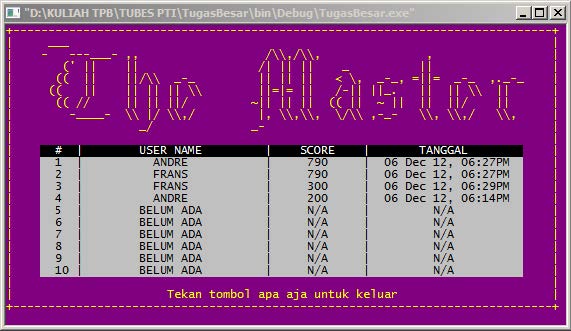 "D:\KULIAH TPB\TUBES PTI\TugasBesar\bin\Debug\TugasBesar.exe"
# | USER NAME | SCORE | TANGGAL
1 | ANDRE | 790 | 06 Dec 12, 06:27PM
2 | FRANS | 790 | 06 Dec 12, 06:27PM
3 | FRANS | 300 | 06 Dec 12, 06:29PM
4 | ANDRE | 200 | 06 Dec 12, 06:14PM
5 | BELUM ADA | N/A | N/A
6 | BELUM ADA | N/A | N/A
7 | BELUM ADA | N/A | N/A
8 | BELUM ADA | N/A | N/A
9 | BELUM ADA | N/A | N/A
10 | BELUM ADA | N/A | N/A
Tekan tombol apa aja untuk keluar